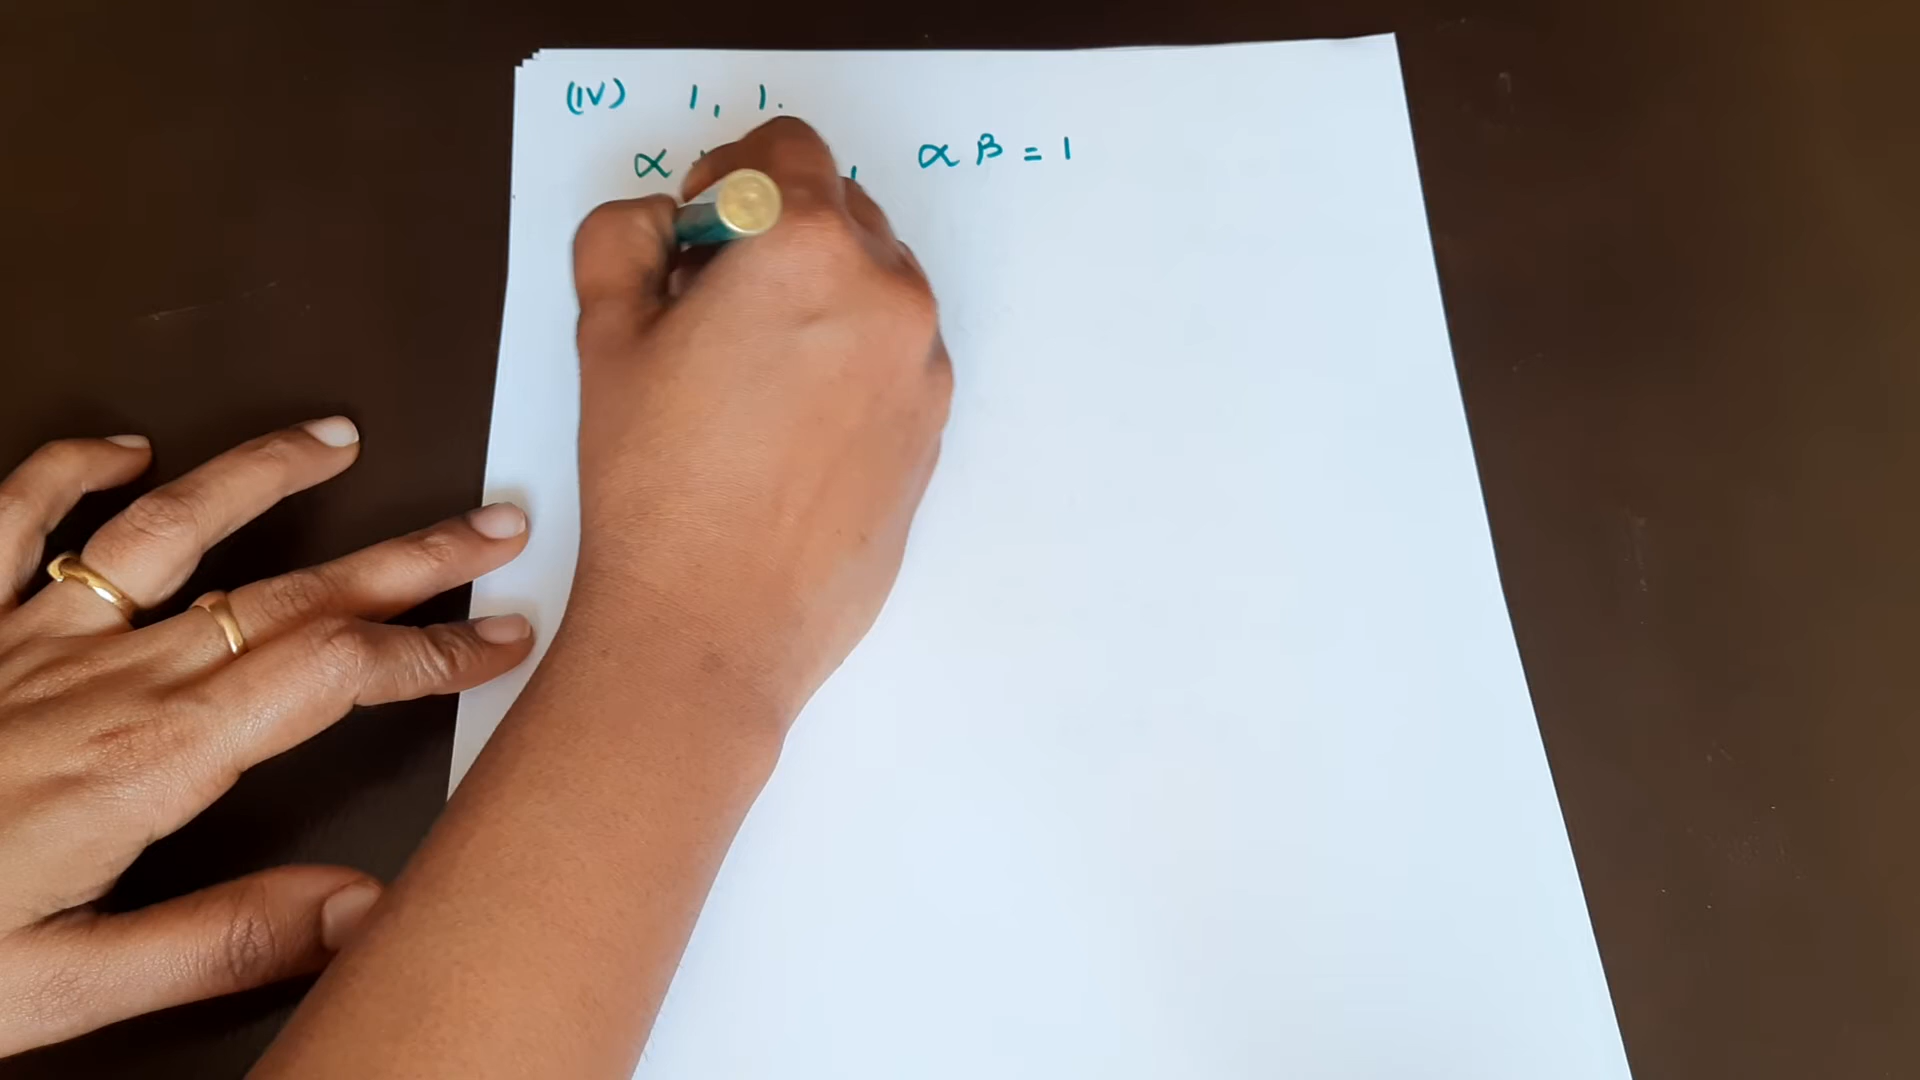 (IV) 1, 1.
α , αβ = 1